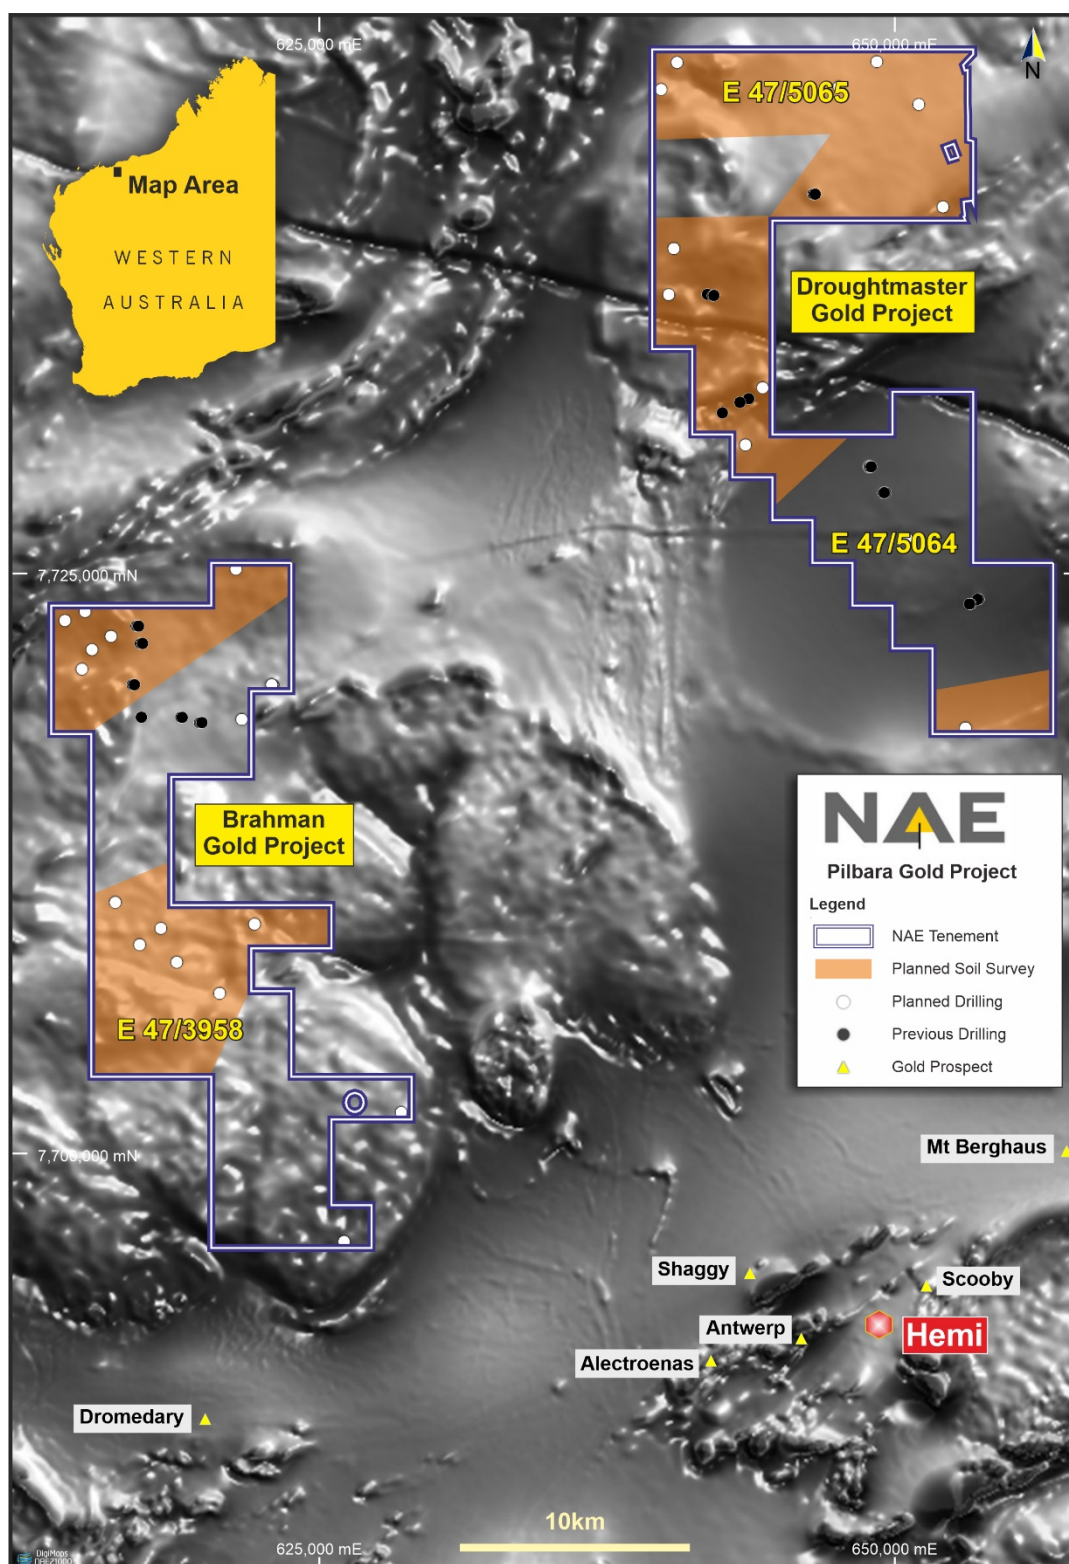 625,000 mE
650,000 mE
N
E 47/5065
Map Area
WESTERN
AUSTRALIA
Droughtmaster
Gold Project
E 47/5064
7,725,000 mN
Brahman
Gold Project
NAE
Pilbara Gold Project
Legend
NAE Tenement
Planned Soil Survey
Planned Drilling
Previous Drilling
Gold Prospect
E 47/3958
7,700,000 mN
Mt Berghaus
Shaggy
Scooby
Antwerp
Hemi
Alectroenas
Dromedary
10km
DigiMaps
625,000 mE
650,000 mE